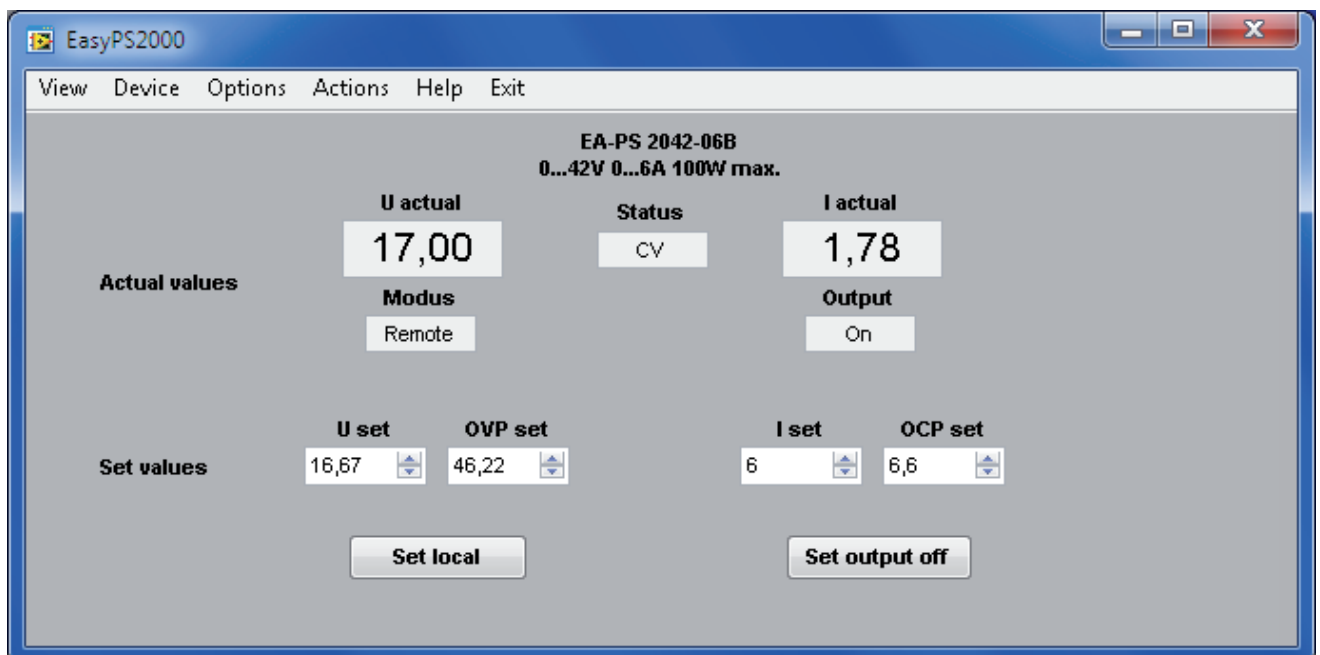 EasyPS2000
View Device Options Actions Help Exit
EA-PS 2042-06B
0...42V 0...6A 100W max.
U actual Status I actual
17,00 CV 1,78
Actual values
Modus Output
Remote On
U set OVP set I set OCP set
Set values 16,67 46,22 6 6,6
Set local Set output off